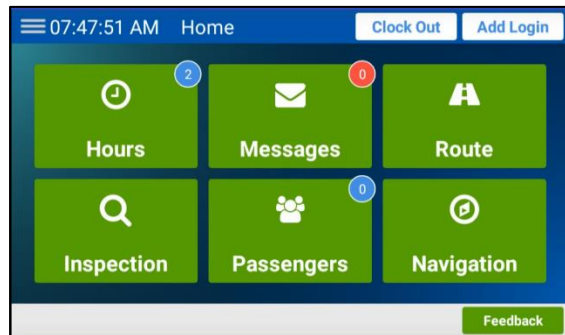 07:47:51 AM Home Clock Out Add Login
2 0
Hours Messages Route
0
Inspection Passengers Navigation
Feedback